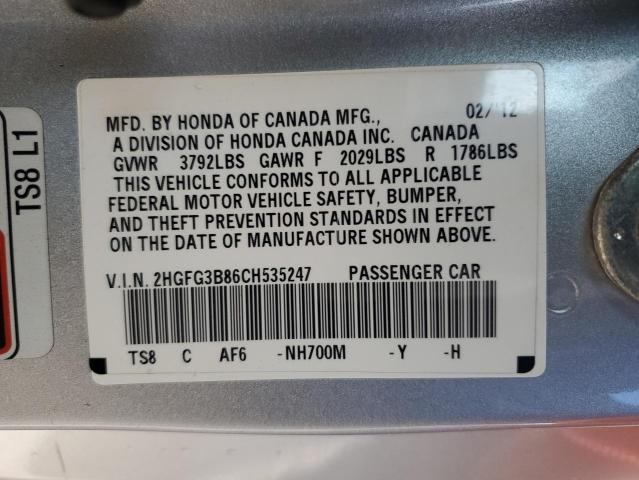 MFD. BY HONDA OF CANADA MFG., 02/'12
A DIVISION OF HONDA CANADA INC. CANADA
GVWR 3792LBS GAWR F 2029LBS R 1786LBS
THIS VEHICLE CONFORMS TO ALL APPLICABLE
FEDERAL MOTOR VEHICLE SAFETY, BUMPER,
AND THEFT PREVENTION STANDARDS IN EFFECT
ON THE DATE OF MANUFACTURE SHOWN ABOVE.
V.I.N. 2HGFG3B86CH535247 PASSENGER CAR
TS8 C AF6 -NH700M -Y -H
TS8 L1